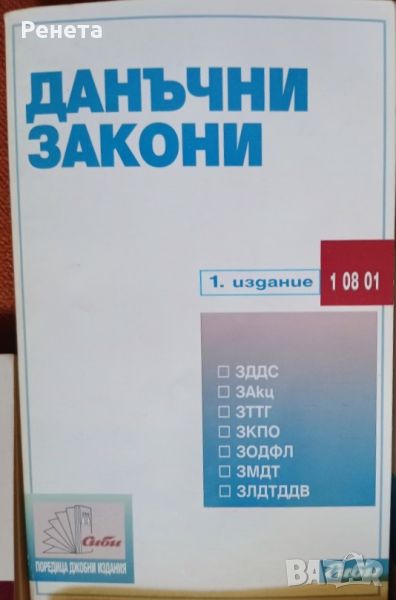 Ренета
ДАНЪЧНИ
ЗАКОНИ
1. издание
1 08 01
ЗДДС
ЗАкц
ЗТТГ
ЗКПО
ЗОДФЛ
ЗМДТ
ЗЛДТДДВ
Сиби
ПОРЕДИЦА ДЖОБНИ ИЗДАНИЯ
BAZAR